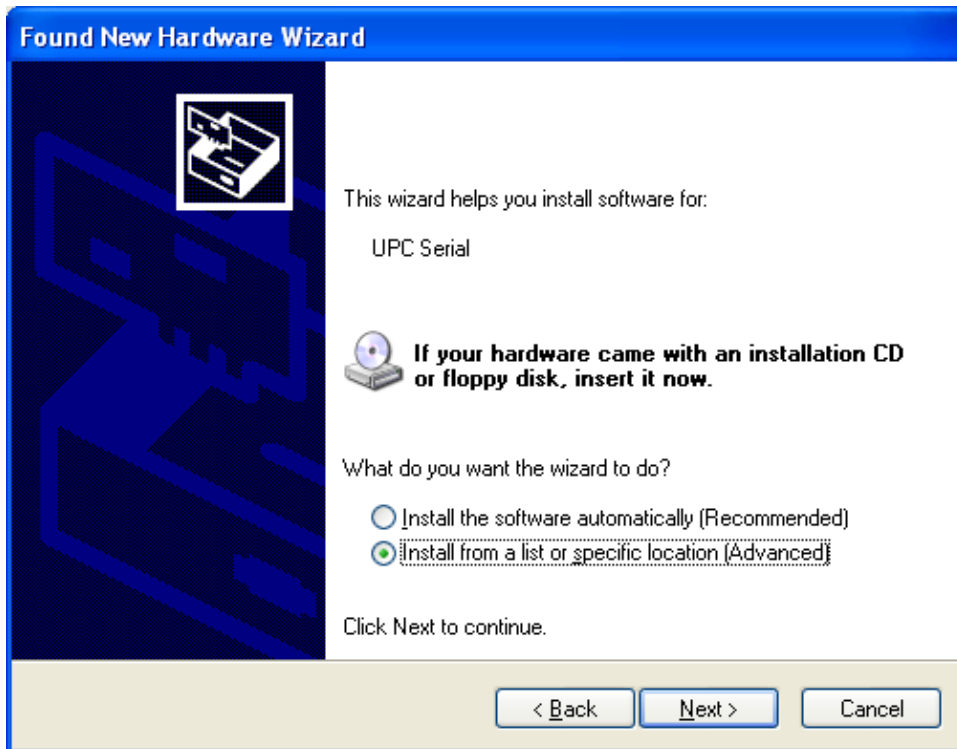 Found New Hardware Wizard
This wizard helps you install software for:
UPC Serial
If your hardware came with an installation CD
or floppy disk, insert it now.
What do you want the wizard to do?
Install the software automatically (Recommended)
Install from a list or specific location (Advanced)
Click Next to continue.
< Back Next > Cancel